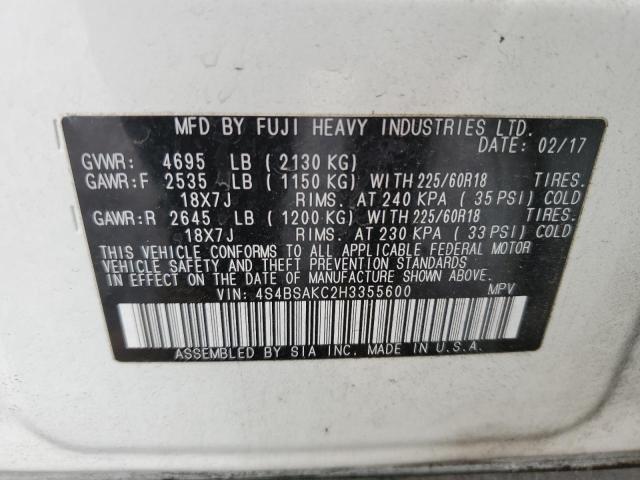 MFD BY FUJI HEAVY INDUSTRIES LTD.
DATE: 02/17
GVWR: 4695 LB ( 2130 KG)
GAWR:F 2535 LB ( 1150 KG) WITH 225/60R18 TIRES.
18X7J RIMS. AT 240 KPA ( 35 PSI) COLD
GAWR:R 2645 LB ( 1200 KG) WITH 225/60R18 TIRES.
18X7J RIMS. AT 230 KPA ( 33 PSI) COLD
THIS VEHICLE CONFORMS TO ALL APPLICABLE FEDERAL MOTOR
VEHICLE SAFETY AND THEFT PREVENTION STANDARDS
IN EFFECT ON THE DATE OF MANUFACTURE SHOWN ABOVE.
VIN: 4S4BSAKC2H3355600 MPV
ASSEMBLED BY SIA INC. MADE IN U.S.A.